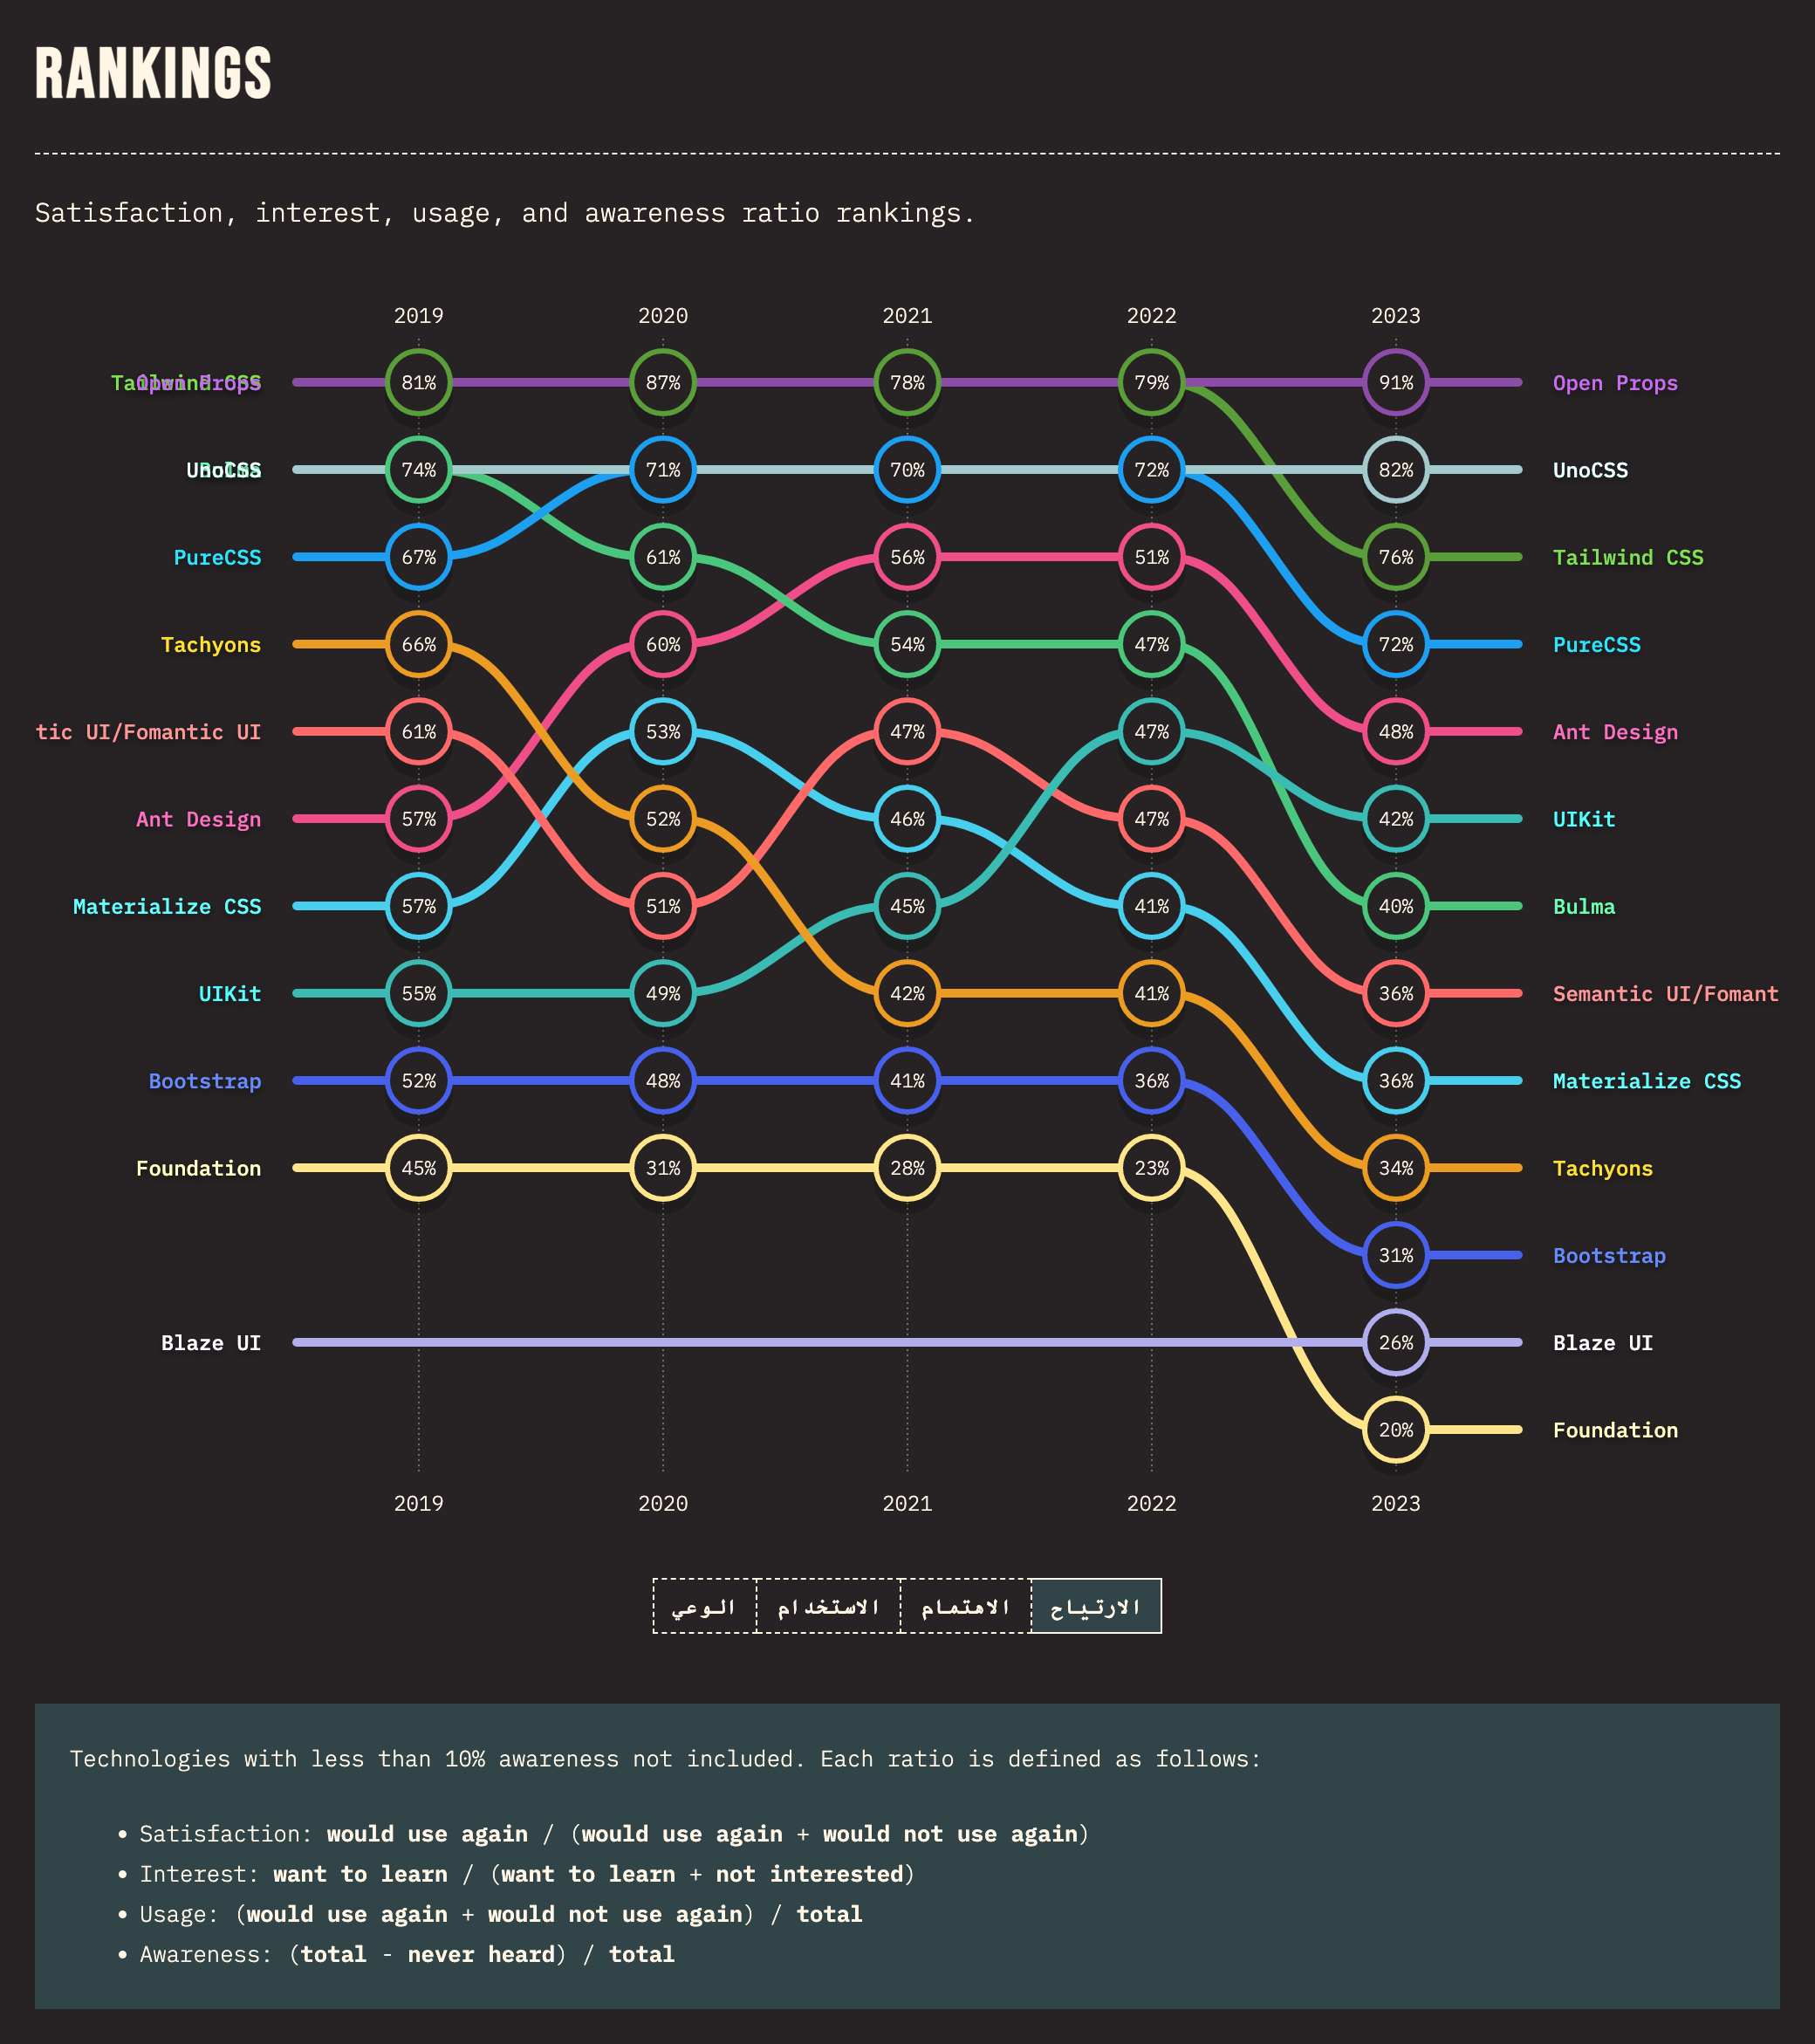 RANKINGS
Satisfaction, interest, usage, and awareness ratio rankings.
2019 2020 2021 2022 2023
Tailwind CSS Open Props 81% 87% 78% 79% 91% Open Props
UnoCSS Bulma 74% 71% 70% 72% 82% UnoCSS
PureCSS 67% 61% 56% 51% 76% Tailwind CSS
Tachyons 66% 60% 54% 47% 72% PureCSS
tic UI/Fomantic UI 61% 53% 47% 47% 48% Ant Design
Ant Design 57% 52% 46% 47% 42% UIKit
Materialize CSS 57% 51% 45% 41% 40% Bulma
UIKit 55% 49% 42% 41% 36% Semantic UI/Fomant
Bootstrap 52% 48% 41% 36% 36% Materialize CSS
Foundation 45% 31% 28% 23% 34% Tachyons
31% Bootstrap
Blaze UI 26% Blaze UI
20% Foundation
2019 2020 2021 2022 2023
الارتياح الاهتمام الاستخدام الوعي
Technologies with less than 10% awareness not included. Each ratio is defined as follows:
• Satisfaction: would use again / (would use again + would not use again)
• Interest: want to learn / (want to learn + not interested)
• Usage: (would use again + would not use again) / total
• Awareness: (total - never heard) / total